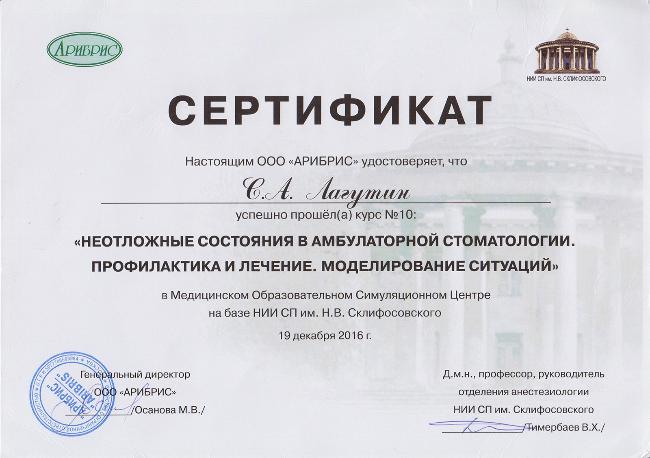 АРИБРИС
НИИ СП им. Н.В. СКЛИФОСОВСКОГО
СЕРТИФИКАТ
Настоящим ООО «АРИБРИС» удостоверяет, что
С.А. Лагутин
успешно прошёл(а) курс №10:
«НЕОТЛОЖНЫЕ СОСТОЯНИЯ В АМБУЛАТОРНОЙ СТОМАТОЛОГИИ.
ПРОФИЛАКТИКА И ЛЕЧЕНИЕ. МОДЕЛИРОВАНИЕ СИТУАЦИЙ»
в Медицинском Образовательном Симуляционном Центре
на базе НИИ СП им. Н.В. Склифосовского
19 декабря 2016 г.
Генеральный директор
ООО «АРИБРИС»
/Осанова М.В./
"АРИБРИС"
"ARIBRIS"
Д.м.н., профессор, руководитель
отделения анестезиологии
НИИ СП им. Склифосовского
/Тимербаев В.Х./